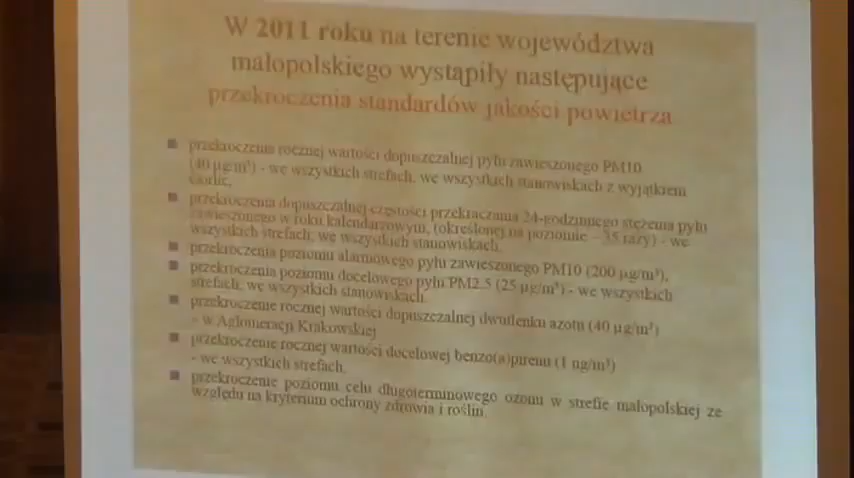 W 2011 roku na terenie województwa
małopolskiego wystąpiły następujące
przekroczenia standardów jakości powietrza
przekroczenia rocznej wartości dopuszczalnej pyłu zawieszonego PM10
(40 µg/m³) - we wszystkich strefach, we wszystkich stanowiskach z wyjątkiem
Gorlic,
przekroczenia dopuszczalnej częstości przekraczania 24-godzinnego stężenia pyłu
zawieszonego w roku kalendarzowym, (określonej na poziomie – 35 razy) - we
wszystkich strefach, we wszystkich stanowiskach,
przekroczenia poziomu alarmowego pyłu zawieszonego PM10 (200 µg/m³),
przekroczenia poziomu docelowego pyłu PM2.5 (25 µg/m³) - we wszystkich
strefach, we wszystkich stanowiskach,
przekroczenie rocznej wartości dopuszczalnej dwutlenku azotu (40 µg/m³)
- w Aglomeracji Krakowskiej
przekroczenie rocznej wartości docelowej benzo(a)pirenu (1 ng/m³)
- we wszystkich strefach,
przekroczenie poziomu celu długoterminowego ozonu w strefie małopolskiej ze
względu na kryterium ochrony zdrowia i roślin.